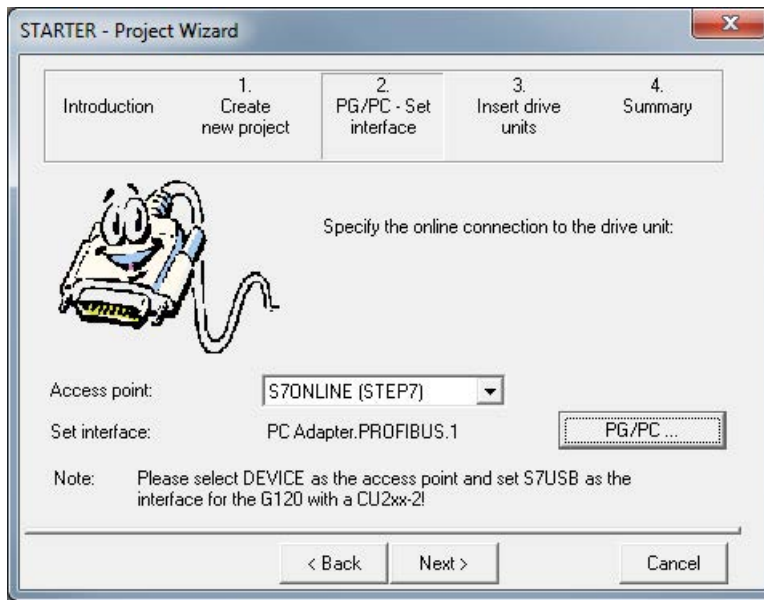 STARTER - Project Wizard
Introduction
1.
Create
new project
2.
PG/PC - Set
interface
3.
Insert drive
units
4.
Summary
Specify the online connection to the drive unit:
Access point: S7ONLINE (STEP7)
Set interface: PC Adapter.PROFIBUS.1 PG/PC ...
Note: Please select DEVICE as the access point and set S7USB as the
interface for the G120 with a CU2xx-2!
< Back Next > Cancel